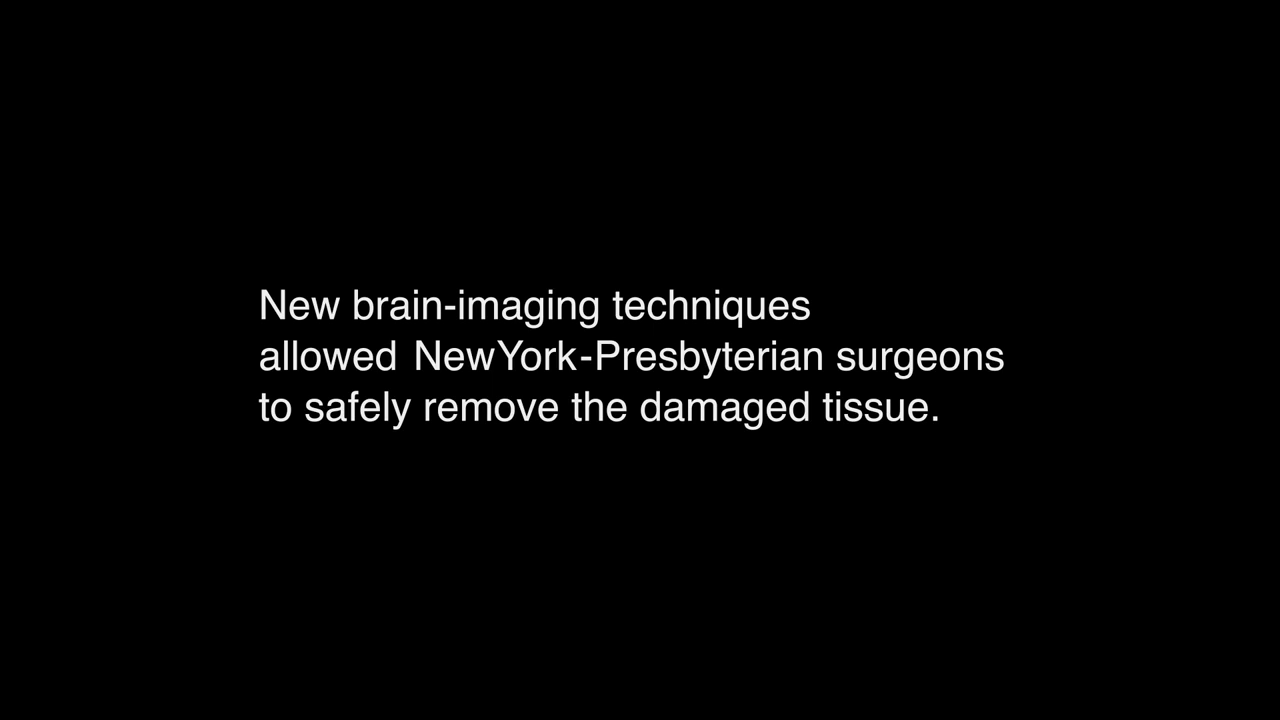 New brain-imaging techniques
allowed NewYork-Presbyterian surgeons
to safely remove the damaged tissue.